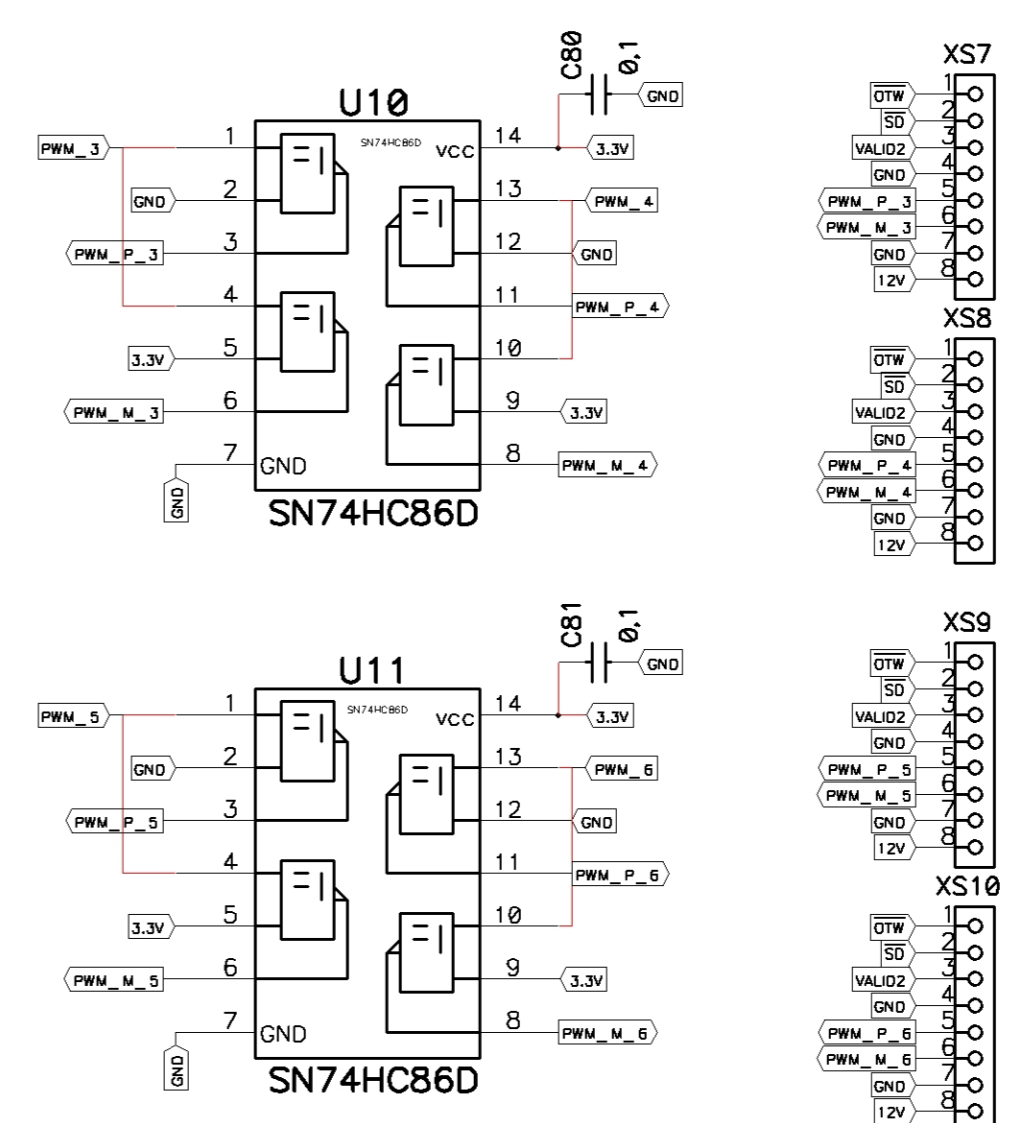 C80
0,1
GND
U10
SN74HC86D
VCC
PWM_3
1
GND
2
PWM_P_3
3
4
3.3V
5
PWM_M_3
6
7
GND
GND
14
3.3V
13
PWM_4
12
GND
11
PWM_P_4
10
9
3.3V
8
PWM_M_4
SN74HC86D
XS7
OTW 1
SD 2
VALID2 3
GND 4
PWM_P_3 5
PWM_M_3 6
GND 7
12V 8
XS8
OTW 1
SD 2
VALID2 3
GND 4
PWM_P_4 5
PWM_M_4 6
GND 7
12V 8
C81
0,1
GND
U11
SN74HC86D
VCC
PWM_5
1
GND
2
PWM_P_5
3
4
3.3V
5
PWM_M_5
6
7
GND
GND
14
3.3V
13
PWM_6
12
GND
11
PWM_P_6
10
9
3.3V
8
PWM_M_6
SN74HC86D
XS9
OTW 1
SD 2
VALID2 3
GND 4
PWM_P_5 5
PWM_M_5 6
GND 7
12V 8
XS10
OTW 1
SD 2
VALID2 3
GND 4
PWM_P_6 5
PWM_M_6 6
GND 7
12V 8